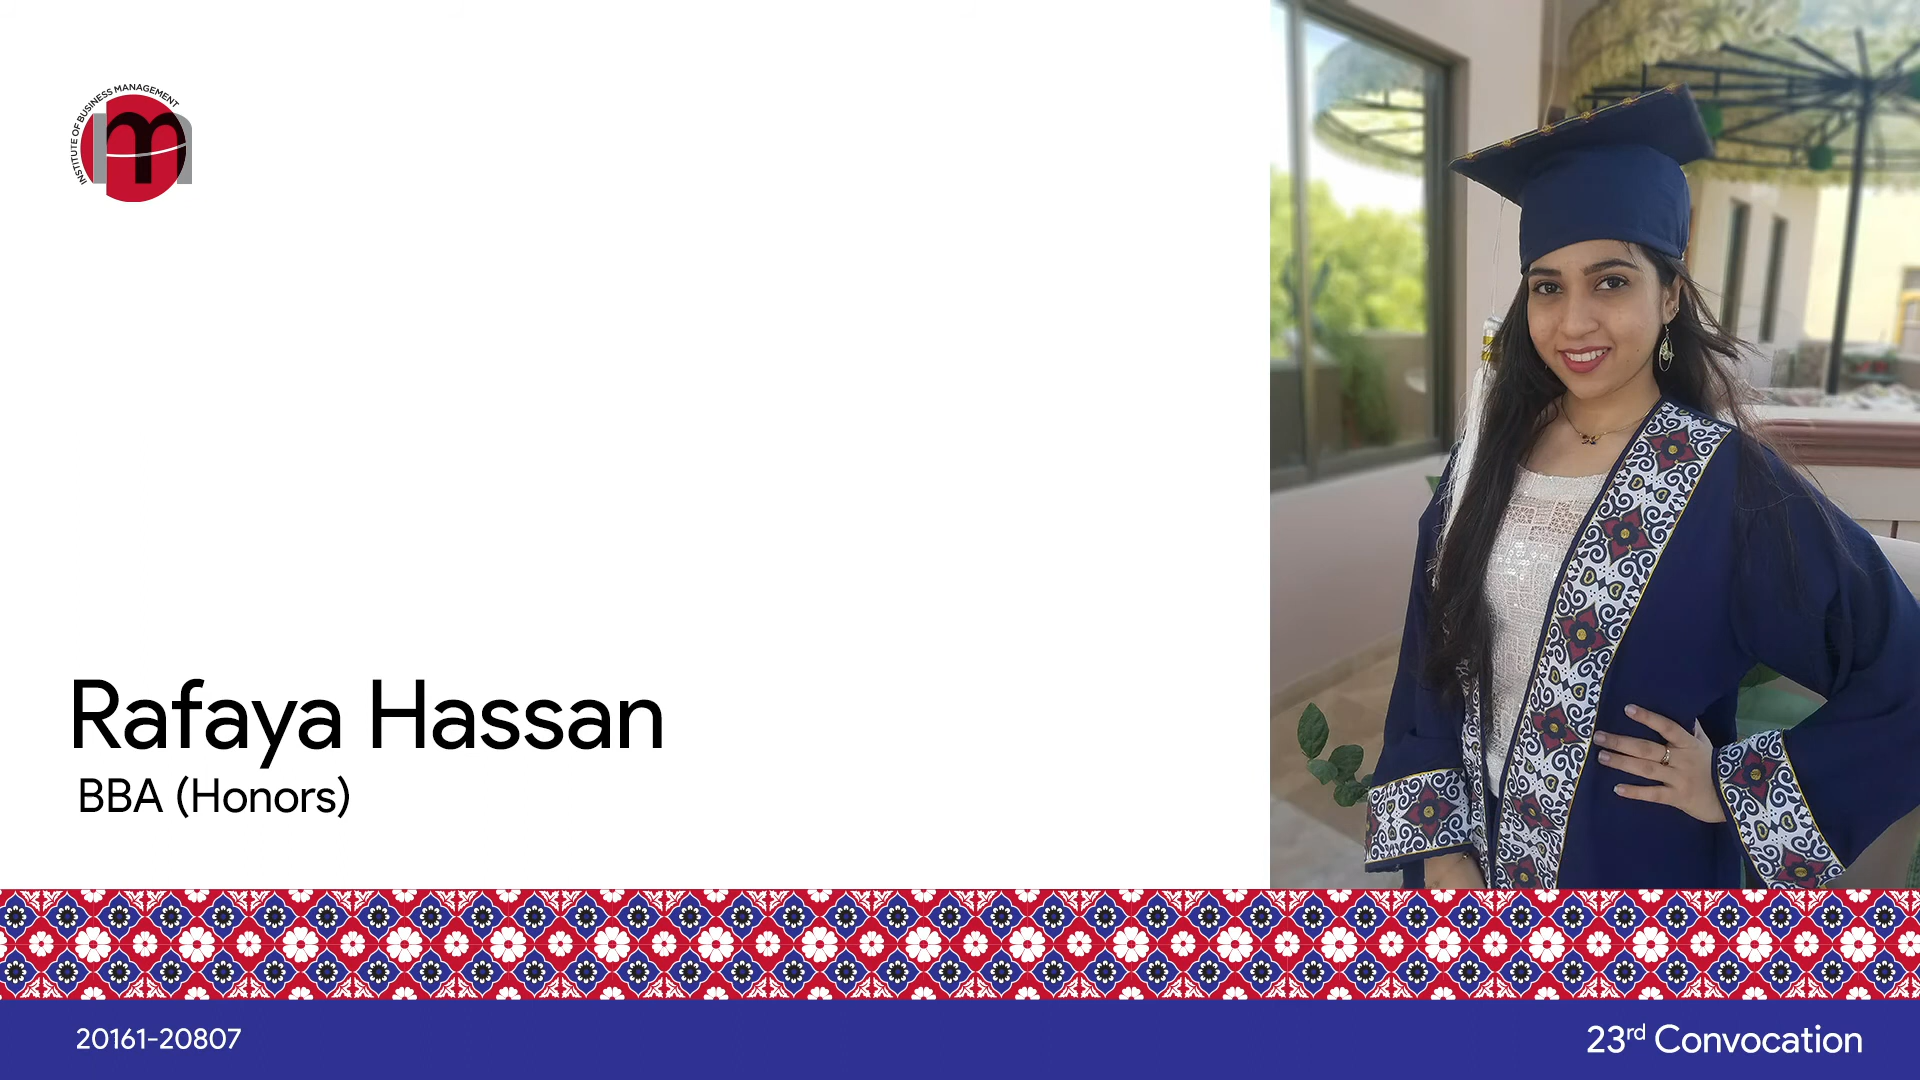 INSTITUTE OF BUSINESS MANAGEMENT
m
Rafaya Hassan
BBA (Honors)
20161-20807
23rd Convocation